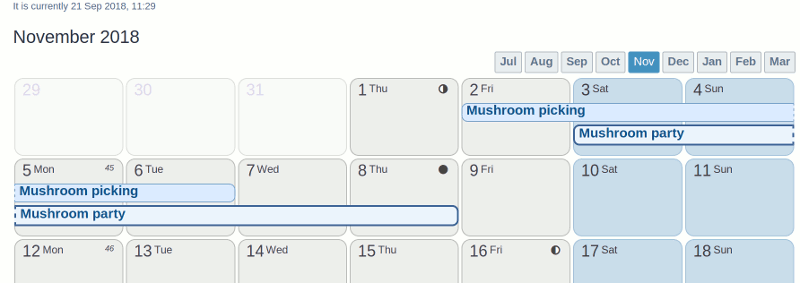 It is currently 21 Sep 2018, 11:29
November 2018
Jul Aug Sep Oct Nov Dec Jan Feb Mar
29 30 31 1 Thu 2 Fri 3 Sat 4 Sun
Mushroom picking
Mushroom party
5 Mon 45 6 Tue 7 Wed 8 Thu 9 Fri 10 Sat 11 Sun
Mushroom picking
Mushroom party
12 Mon 46 13 Tue 14 Wed 15 Thu 16 Fri 17 Sat 18 Sun